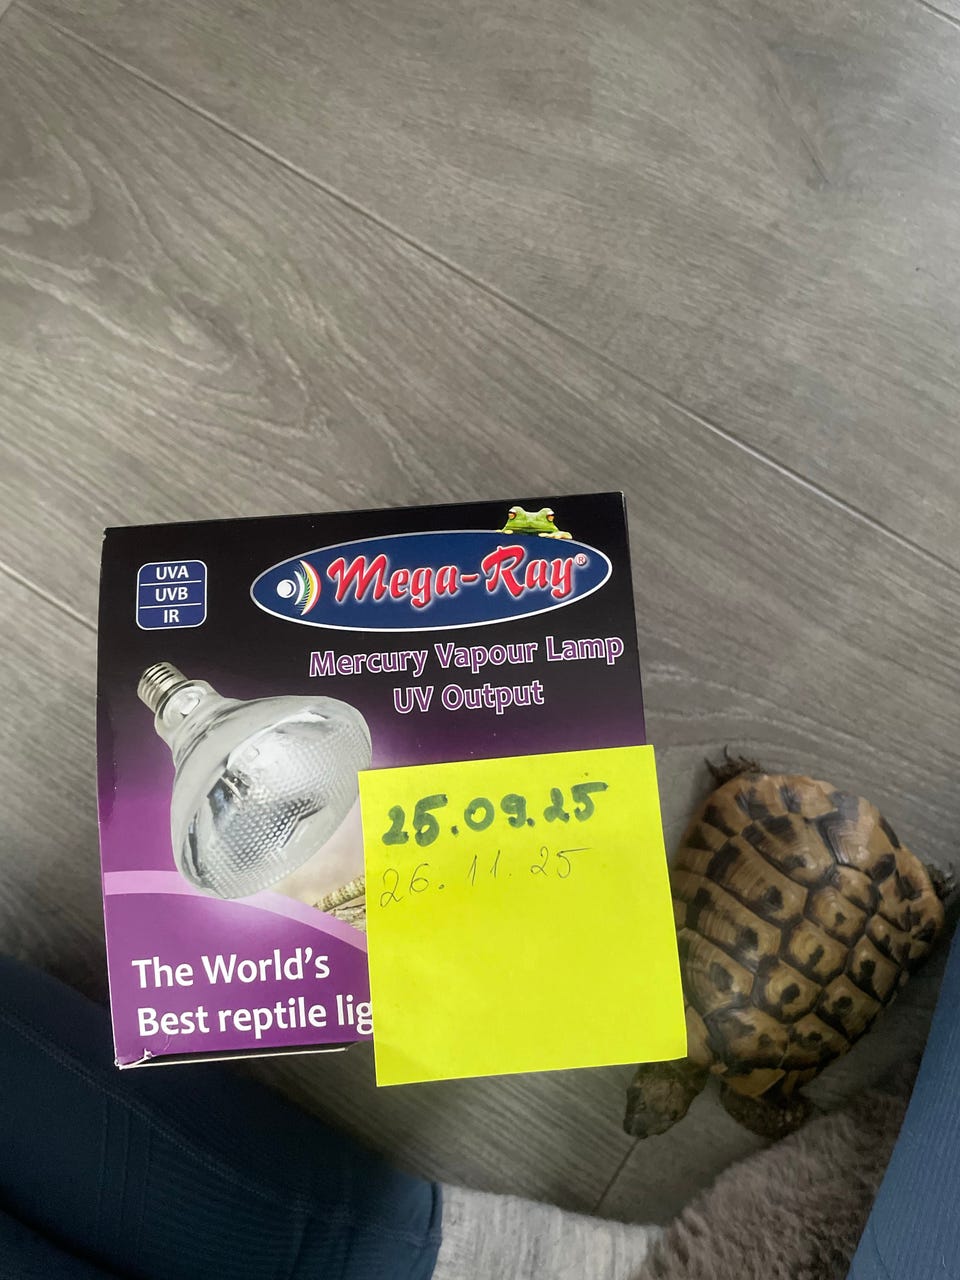 UVA
UVB
IR
Mega-Ray®
Mercury Vapour Lamp
UV Output
25.09.25
26.11.25
The World's
Best reptile lig